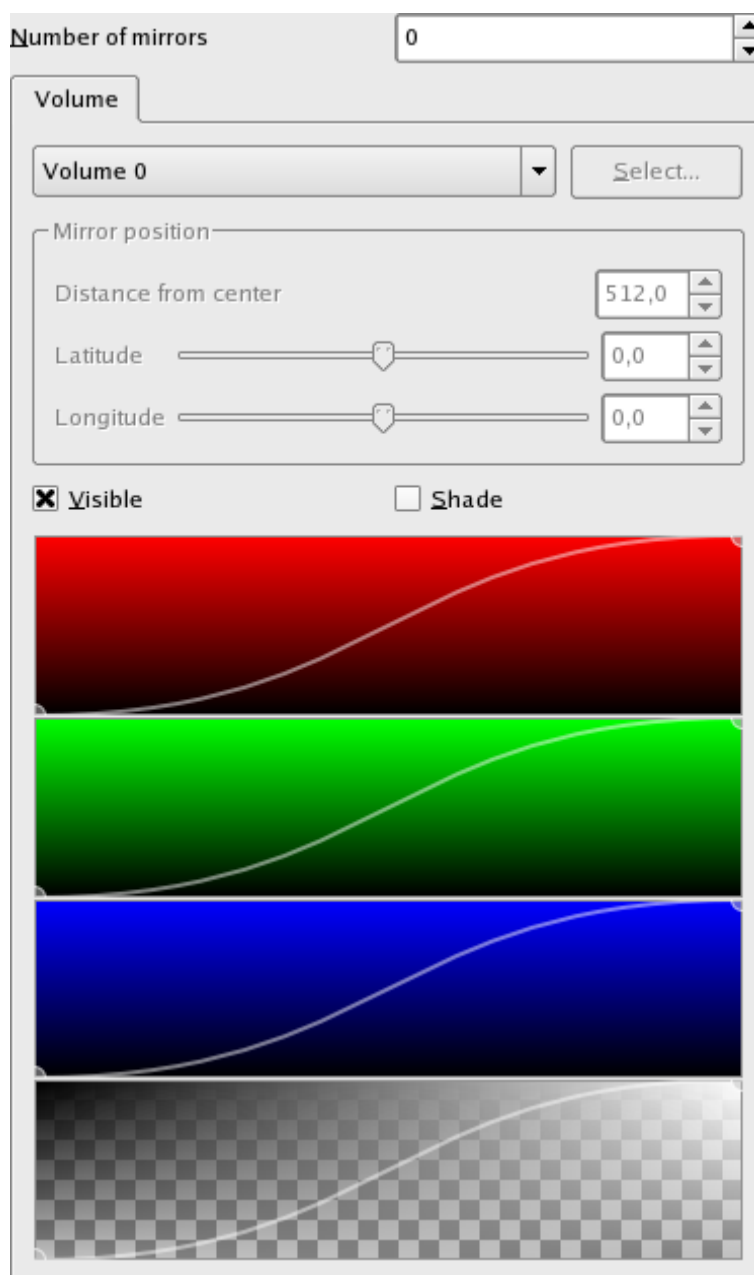 Number of mirrors 0
Volume
Volume 0 Select...
Mirror position
Distance from center 512,0
Latitude 0,0
Longitude 0,0
Visible Shade